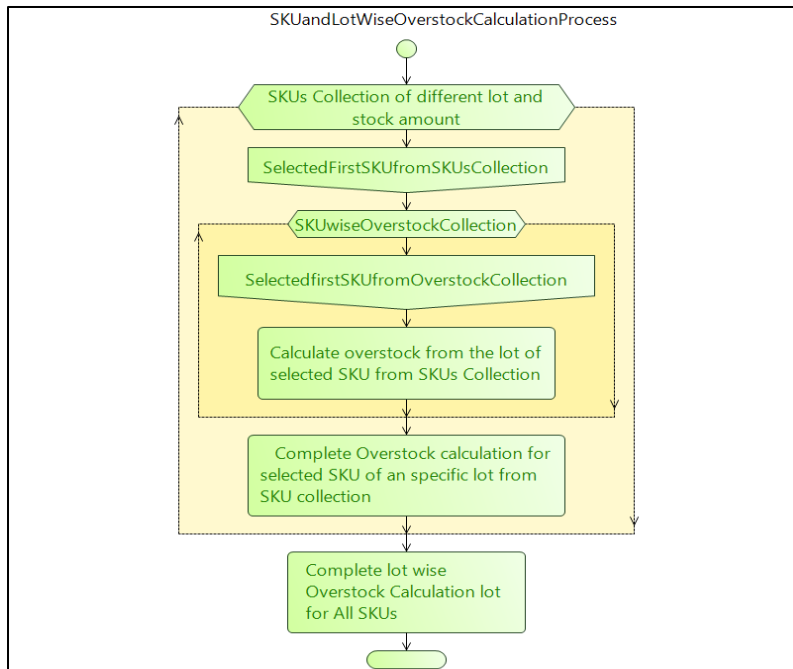 SKUandLotWiseOverstockCalculationProcess
SKUs Collection of different lot and
stock amount
SelectedFirstSKUfromSKUsCollection
SKUwiseOverstockCollection
SelectedfirstSKUfromOverstockCollection
Calculate overstock from the lot of
selected SKU from SKUs Collection
Complete Overstock calculation for
selected SKU of an specific lot from
SKU collection
Complete lot wise
Overstock Calculation lot
for All SKUs